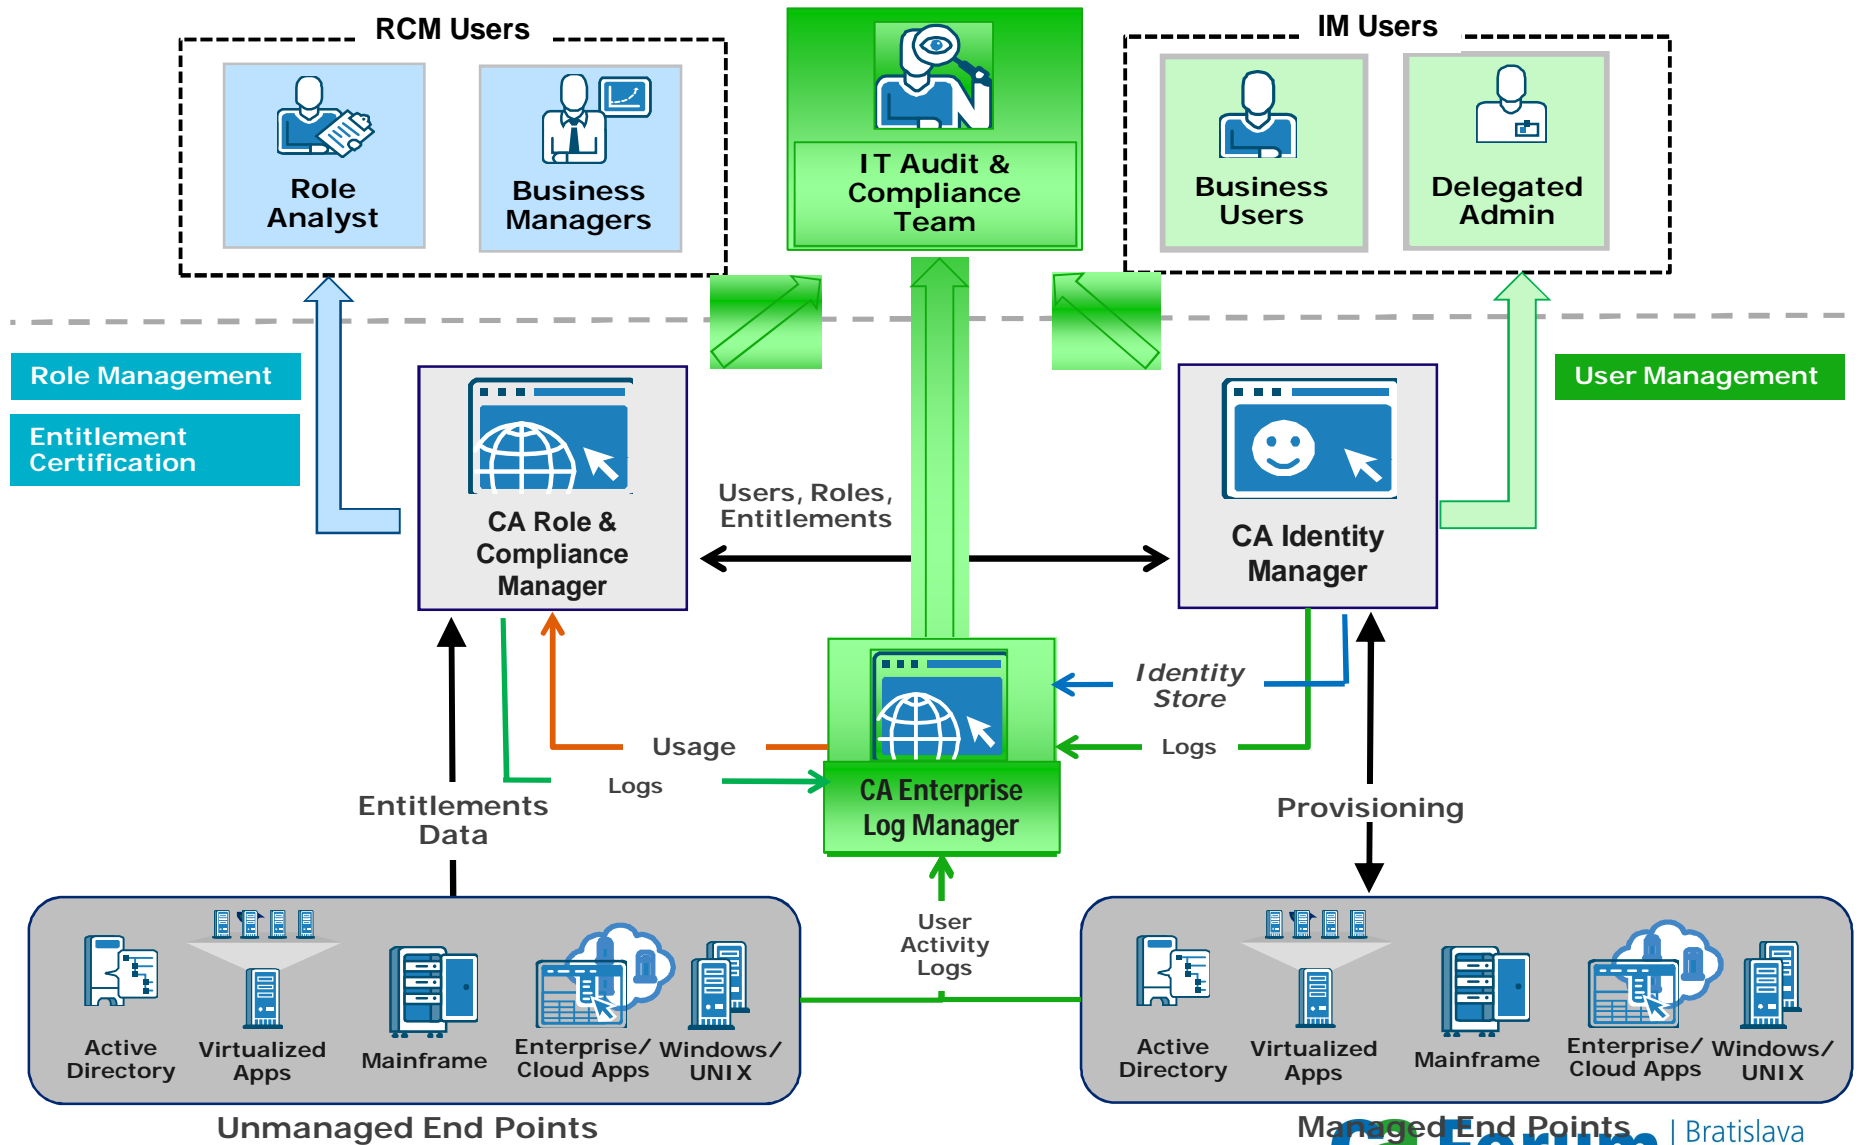 RCM Users
IM Users
Role
Analyst
Business
Managers
IT Audit &
Compliance
Team
Business
Users
Delegated
Admin
Role Management
Entitlement
Certification
User Management
CA Role &
Compliance
Manager
Users, Roles,
Entitlements
CA Identity
Manager
Identity
Store
Usage
Logs
Logs
CA Enterprise
Log Manager
Entitlements
Data
Provisioning
User
Activity
Logs
Active
Directory
Virtualized
Apps
Mainframe
Enterprise/
Cloud Apps
Windows/
UNIX
Active
Directory
Virtualized
Apps
Mainframe
Enterprise/
Cloud Apps
Windows/
UNIX
Unmanaged End Points
Managed End Points
ca Forum | Bratislava